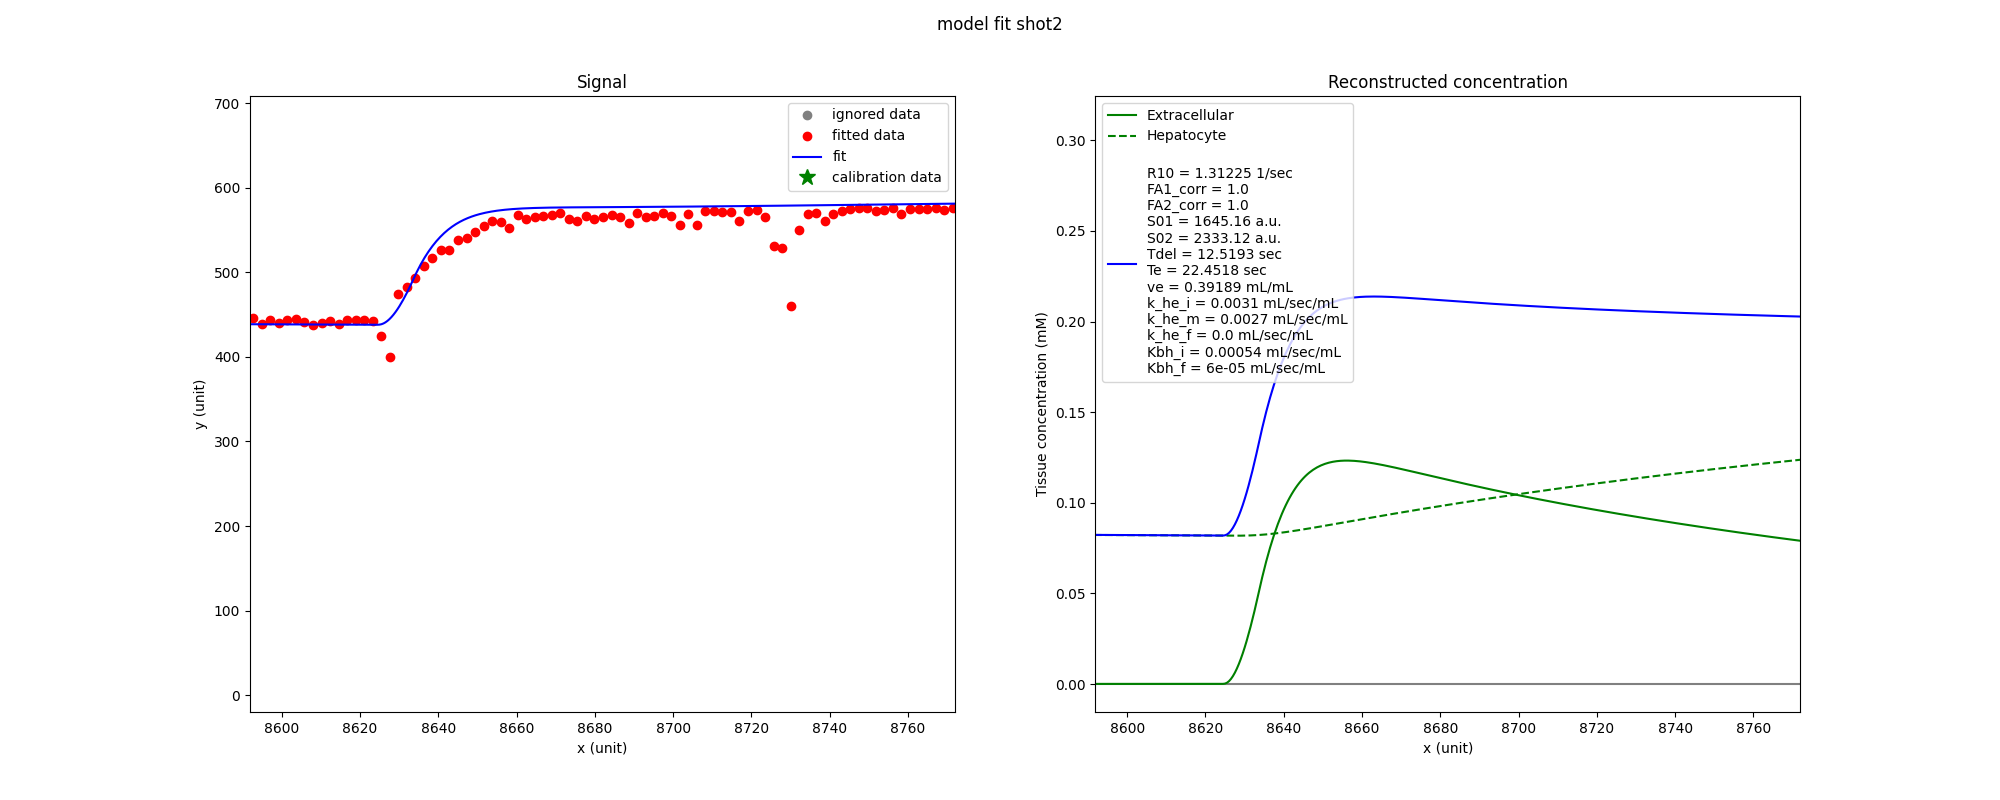 model fit shot2
Signal
700
600
500
400
300
200
100
0
y (unit)
8600 8620 8640 8660 8680 8700 8720 8740 8760
x (unit)
ignored data
fitted data
fit
calibration data
Reconstructed concentration
0.30
0.25
0.20
0.15
0.10
0.05
0.00
Tissue concentration (mM)
8600 8620 8640 8660 8680 8700 8720 8740 8760
x (unit)
Extracellular
Hepatocyte
R10 = 1.31225 1/sec
FA1_corr = 1.0
FA2_corr = 1.0
S01 = 1645.16 a.u.
S02 = 2333.12 a.u.
Tdel = 12.5193 sec
Te = 22.4518 sec
ve = 0.39189 mL/mL
k_he_i = 0.0031 mL/sec/mL
k_he_m = 0.0027 mL/sec/mL
k_he_f = 0.0 mL/sec/mL
Kbh_i = 0.00054 mL/sec/mL
Kbh_f = 6e-05 mL/sec/mL